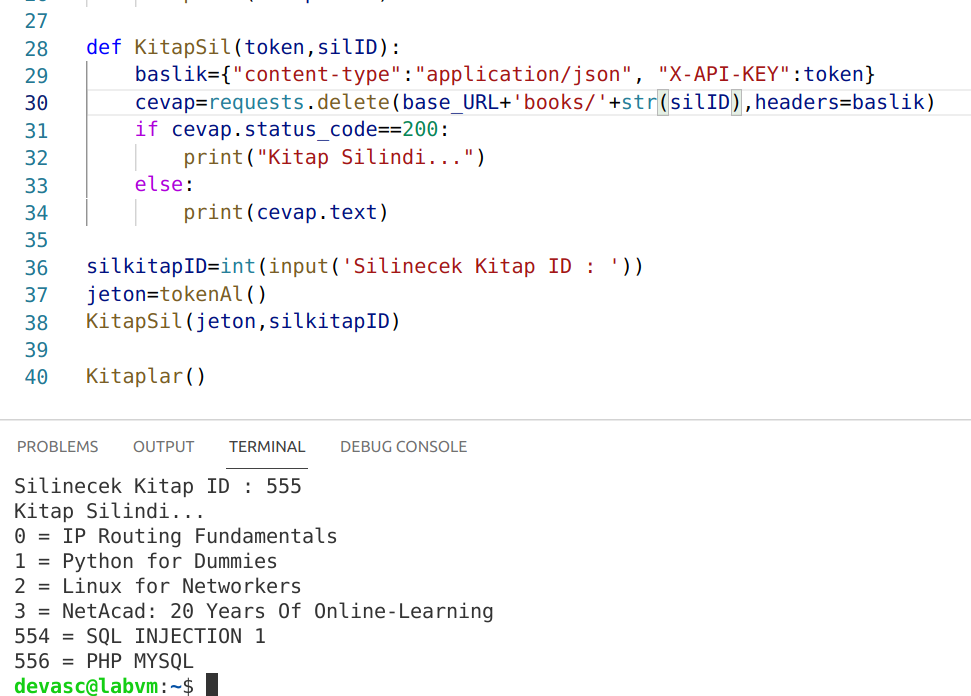 27
28 def KitapSil(token,silID):
29 baslik={"content-type":"application/json", "X-API-KEY":token}
30 cevap=requests.delete(base_URL+'books/'+str(silID),headers=baslik)
31 if cevap.status_code==200:
32 print("Kitap Silindi...")
33 else:
34 print(cevap.text)
35
36 silkitapID=int(input('Silinecek Kitap ID : '))
37 jeton=tokenAl()
38 KitapSil(jeton,silkitapID)
39
40 Kitaplar()
PROBLEMS OUTPUT TERMINAL DEBUG CONSOLE
Silinecek Kitap ID : 555
Kitap Silindi...
0 = IP Routing Fundamentals
1 = Python for Dummies
2 = Linux for Networkers
3 = NetAcad: 20 Years Of Online-Learning
554 = SQL INJECTION 1
556 = PHP MYSQL
devasc@labvm:~$